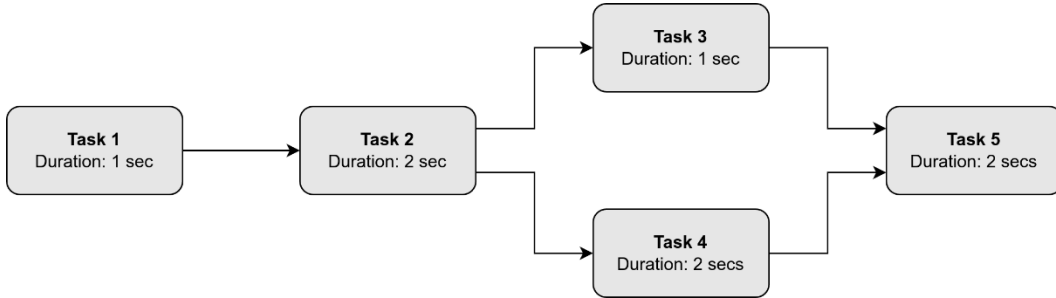 Task 1
Duration: 1 sec
Task 2
Duration: 2 sec
Task 3
Duration: 1 sec
Task 4
Duration: 2 secs
Task 5
Duration: 2 secs